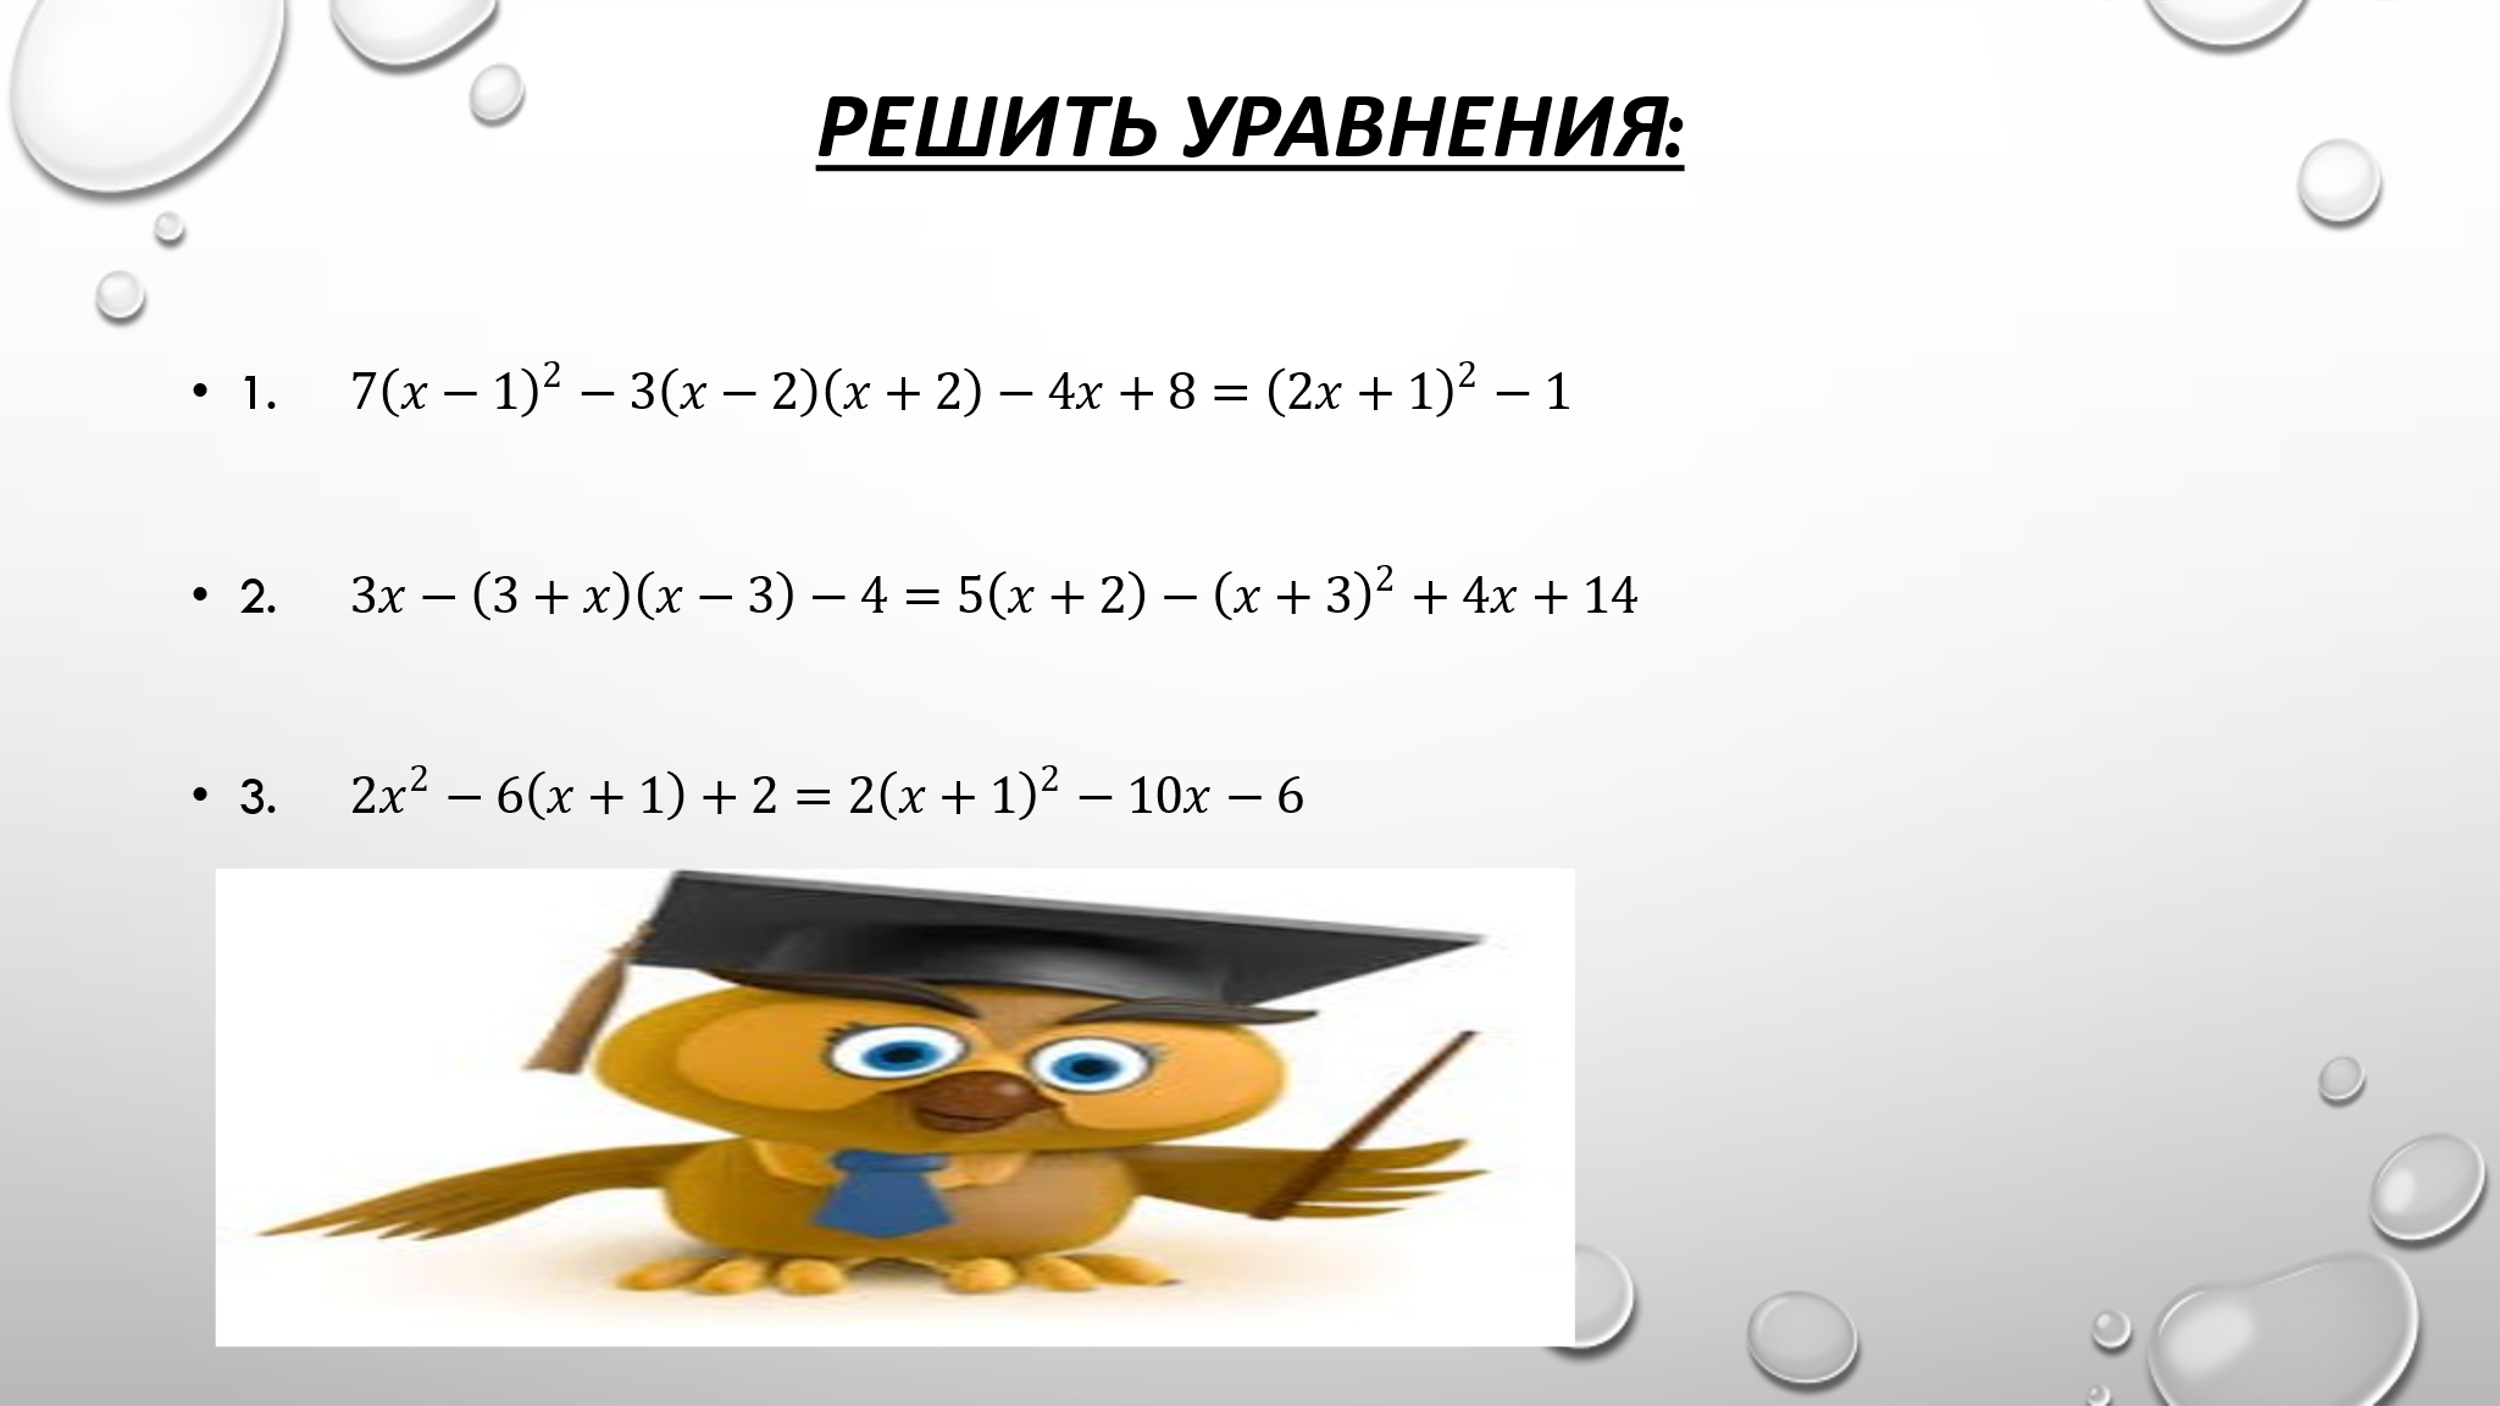 РЕШИТЬ УРАВНЕНИЯ:
• 1. 7(x − 1)² − 3(x − 2)(x + 2) − 4x + 8 = (2x + 1)² − 1
• 2. 3x − (3 + x)(x − 3) − 4 = 5(x + 2) − (x + 3)² + 4x + 14
• 3. 2x² − 6(x + 1) + 2 = 2(x + 1)² − 10x − 6